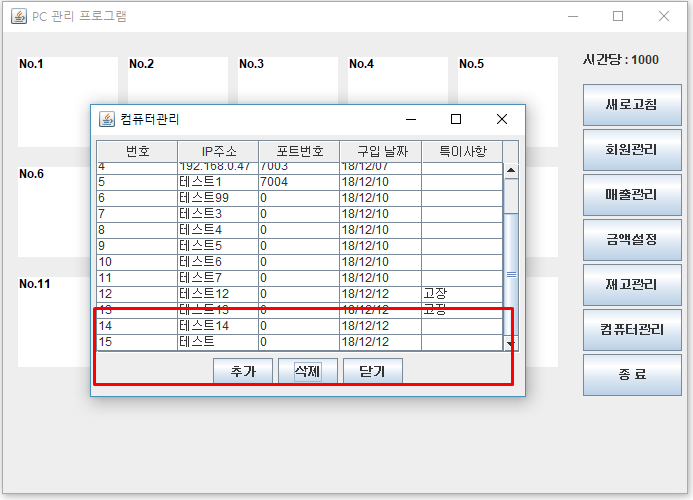 PC 관리 프로그램
No.1 No.2 No.3 No.4 No.5
시간당 : 1000
새로고침
회원관리
매출관리
금액설정
재고관리
컴퓨터관리
종 료
No.6
No.11
컴퓨터관리
번호 IP주소 포트번호 구입 날짜 특이사항
4 192.168.0.47 7003 18/12/07
5 테스트1 7004 18/12/10
6 테스트99 0 18/12/10
7 테스트3 0 18/12/10
8 테스트4 0 18/12/10
9 테스트5 0 18/12/10
10 테스트6 0 18/12/10
11 테스트7 0 18/12/10
12 테스트12 0 18/12/12 고장
13 테스트13 0 18/12/12 고장
14 테스트14 0 18/12/12
15 테스트 0 18/12/12
추가 삭제 닫기